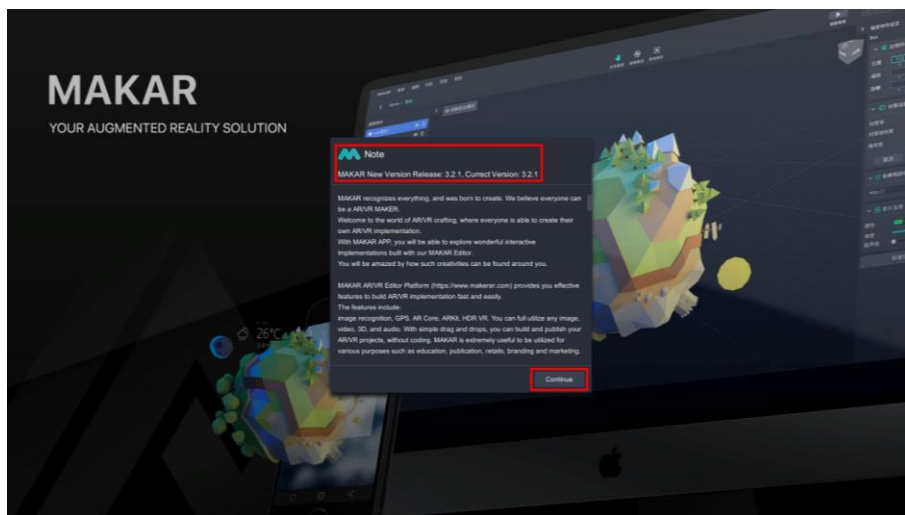 MAKAR
YOUR AUGMENTED REALITY SOLUTION
Note
MAKAR New Version Release: 3.2.1, Currect Version: 3.2.1
MAKAR recognizes everything, and was born to create. We believe everyone can
be a AR/VR MAKER.
Welcome to the world of AR/VR crafting, where everyone is able to create their
own AR/VR implementation.
With MAKAR APP, you will be able to explore wonderful interactive
implementations built with our MAKAR Editor.
You will be amazed by how such creativities can be found around you.
MAKAR AR/VR Editor Platform (https://www.makerar.com) provides you effective
features to build AR/VR implementation fast and easily.
The features include:
image recognition, GPS, AR Core, ARKit, HDR VR. You can full utlize any image,
video, 3D, and audio. With simple drag and drops, you can build and publish your
AR/VR projects, without coding. MAKAR is extremely useful to be utilized for
various purposes such as education, publication, retails, branding and marketing.
Continue
26°C